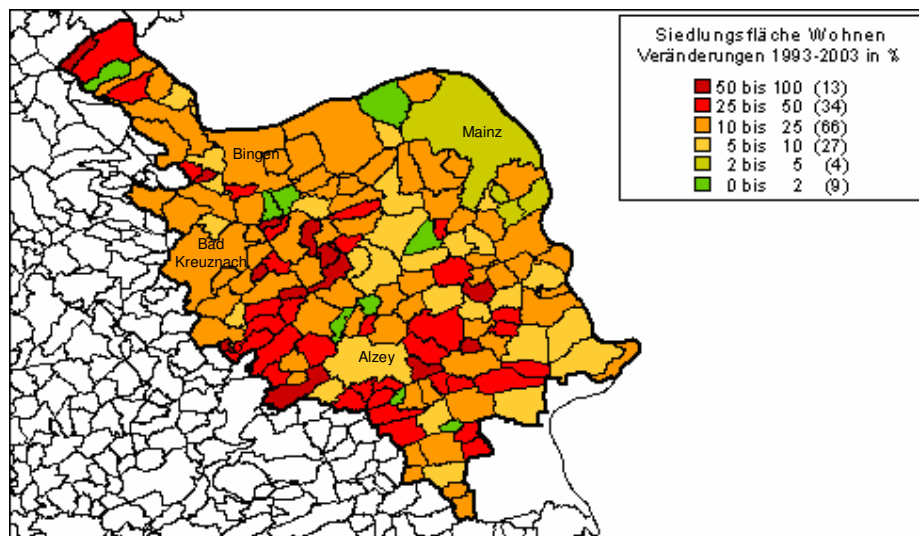 Siedlungsfläche Wohnen
Veränderungen 1993-2003 in %
50 bis 100 (13)
25 bis 50 (34)
10 bis 25 (66)
5 bis 10 (27)
2 bis 5 (4)
0 bis 2 (9)
Mainz
Bingen
Bad
Kreuznach
Alzey